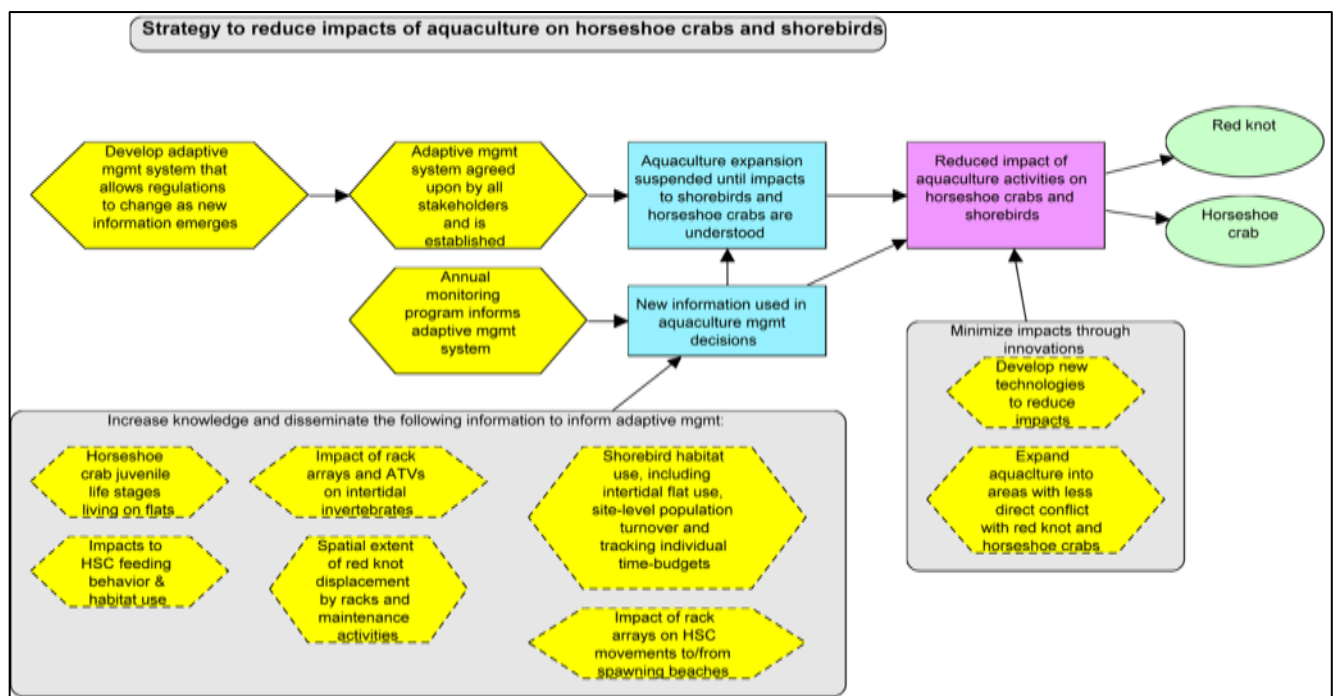 Strategy to reduce impacts of aquaculture on horseshoe crabs and shorebirds
Develop adaptive
mgmt system that
allows regulations
to change as new
information emerges
Adaptive mgmt
system agreed
upon by all
stakeholders
and is
established
Aquaculture expansion
suspended until impacts
to shorebirds and
horseshoe crabs are
understood
Reduced impact of
aquaculture activities on
horseshoe crabs and
shorebirds
Red knot
Horseshoe
crab
Annual
monitoring
program informs
adaptive mgmt
system
New information used in
aquaculture mgmt
decisions
Minimize impacts through
innovations
Develop new
technologies
to reduce
impacts
Expand
aquaclture into
areas with less
direct conflict
with red knot and
horseshoe crabs
Increase knowledge and disseminate the following information to inform adaptive mgmt:
Horseshoe
crab juvenile
life stages
living on flats
Impact of rack
arrays and ATVs
on intertidal
invertebrates
Shorebird habitat
use, including
intertidal flat use,
site-level population
turnover and
tracking individual
time-budgets
Impacts to
HSC feeding
behavior &
habitat use
Spatial extent
of red knot
displacement
by racks and
maintenance
activities
Impact of rack
arrays on HSC
movements to/from
spawning beaches